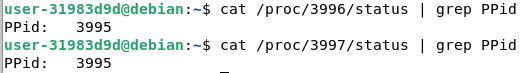 user-31983d9d@debian:~$ cat /proc/3996/status | grep PPid
PPid:   3995
user-31983d9d@debian:~$ cat /proc/3997/status | grep PPid
PPid:   3995